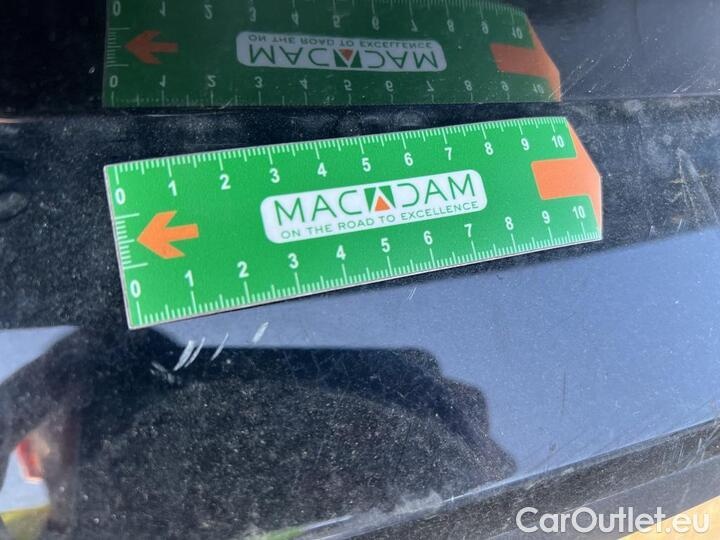 0 1 2 3 4 5 6 7 8 9 10
MACADAM
ON THE ROAD TO EXCELLENCE
0 1 2 3 4 5 6 7 8 9 10
CarOutlet.eu